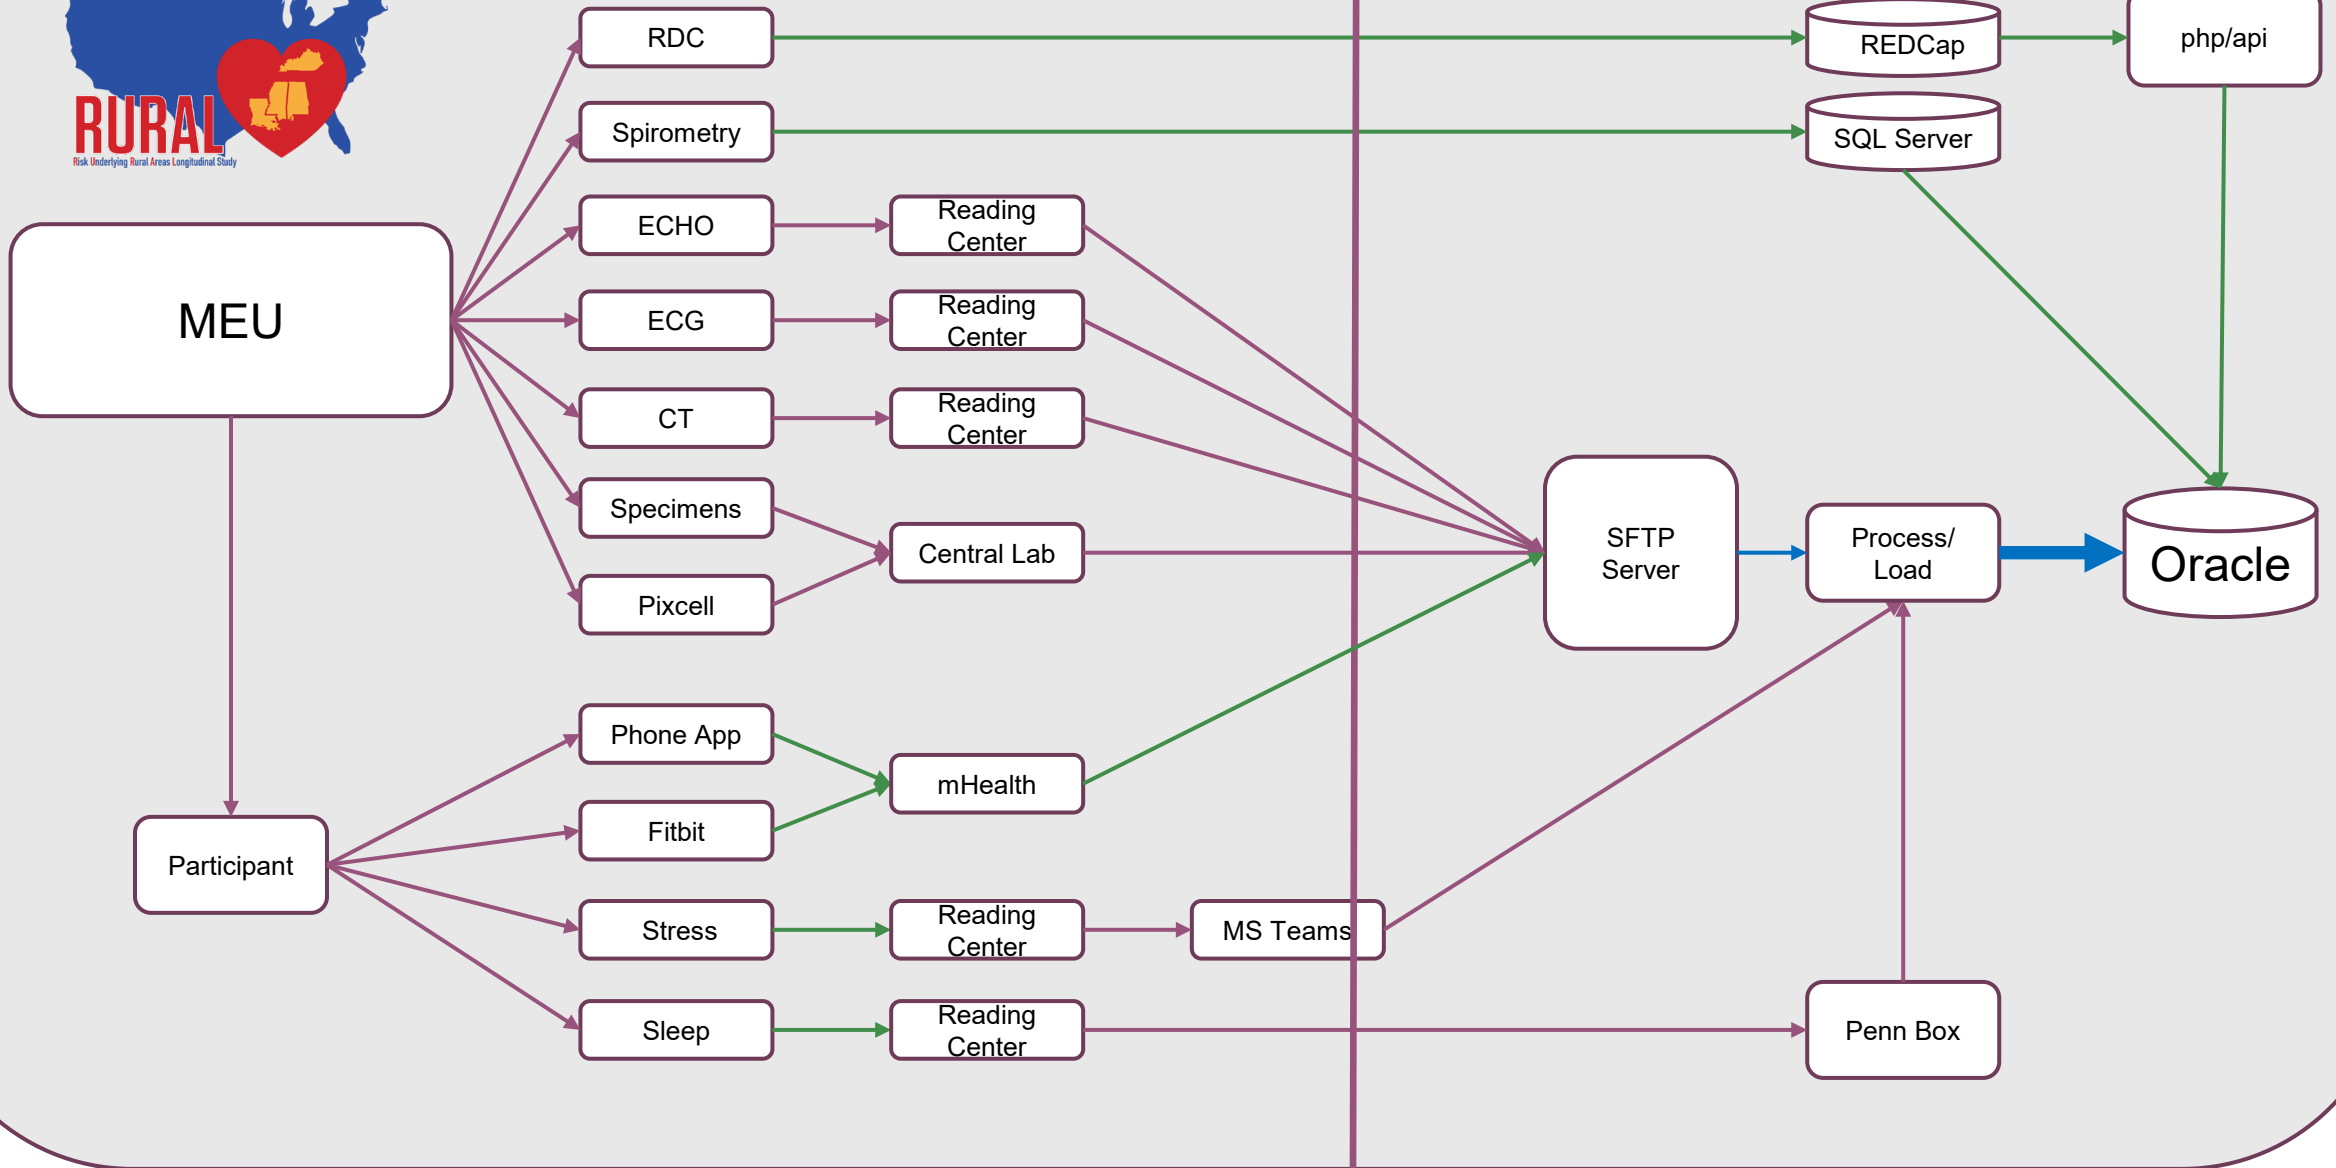 RDC
REDCap
php/api
RURAL
Risk Underlying Rural Areas Longitudinal Study
Spirometry
SQL Server
ECHO
Reading
Center
MEU
ECG
Reading
Center
CT
Reading
Center
Specimens
Central Lab
Pixcell
SFTP
Server
Process/
Load
Oracle
Phone App
mHealth
Fitbit
Participant
Stress
Reading
Center
MS Teams
Sleep
Reading
Center
Penn Box